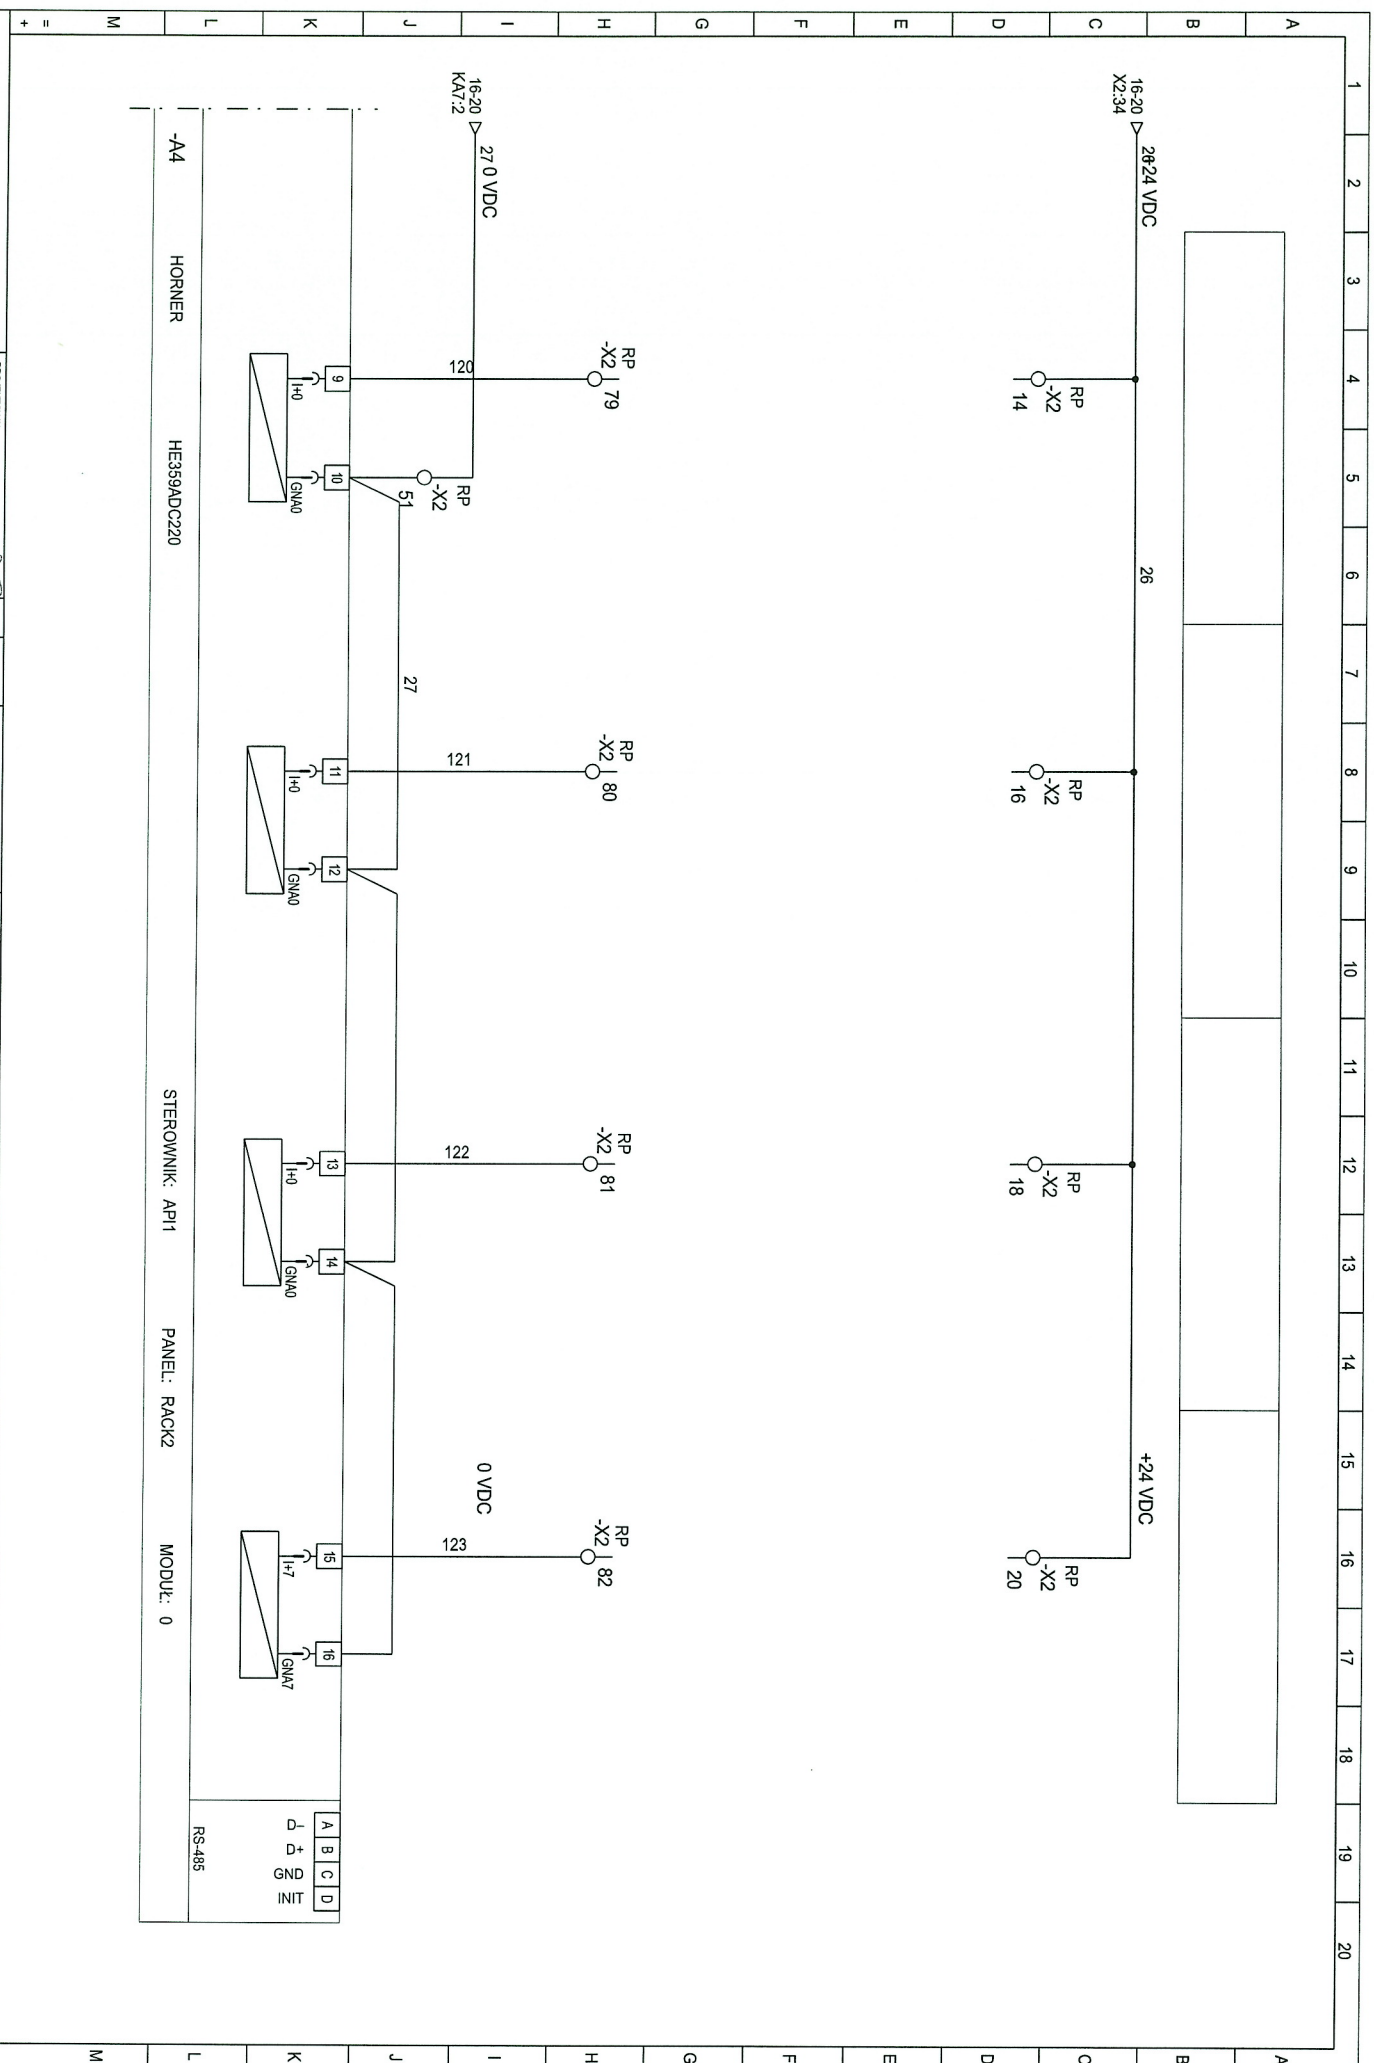 1 2 3 4 5 6 7 8 9 10 11 12 13 14 15 16 17 18 19 20
A
B
C
D
E
F
G
H
I
J
K
L
M
=
+
16-20
X2:34
+24 VDC
26
+24 VDC
RP
-X2
14
RP
-X2
16
RP
-X2
18
RP
-X2
20
RP
-X2
79
RP
-X2
80
RP
-X2
81
RP
-X2
82
16-20
KA7:2
27 0 VDC
0 VDC
120
121
122
123
RP
-X2
51
27
9 10 11 12 13 14 15 16
I+0 GNA0 I+0 GNA0 I+0 GNA0 I+7 GNA7
A B C D
D- D+ GND INIT
RS-485
-A4 HORNER HE359ADC220 STEROWNIK: API1 PANEL: RACK2 MODUŁ: 0
A
B
C
D
E
F
G
H
I
J
K
L
M